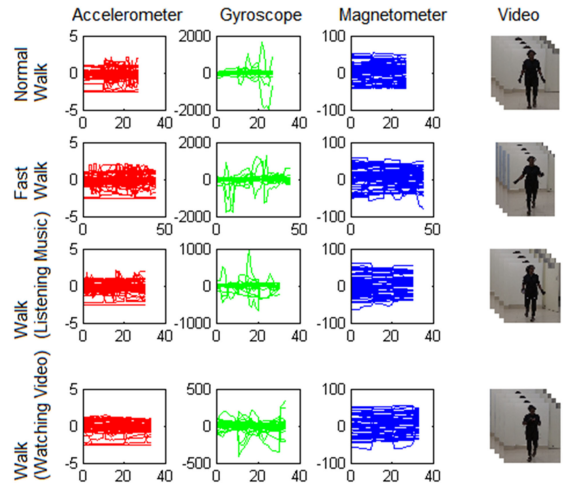 Accelerometer Gyroscope Magnetometer Video
Normal
Walk
5
0
-5
0 20 40
2000
0
-2000
0 20 40
100
0
-100
0 20 40
Fast
Walk
5
0
-5
0 50
2000
0
-2000
0 20 40
100
0
-100
0 20 40
Walk
(Listening Music)
5
0
-5
0 20 40
1000
0
-1000
0 20 40
100
0
-100
0 20 40
Walk
(Watching Video)
5
0
-5
0 20 40
500
0
-500
0 20 40
100
0
-100
0 20 40